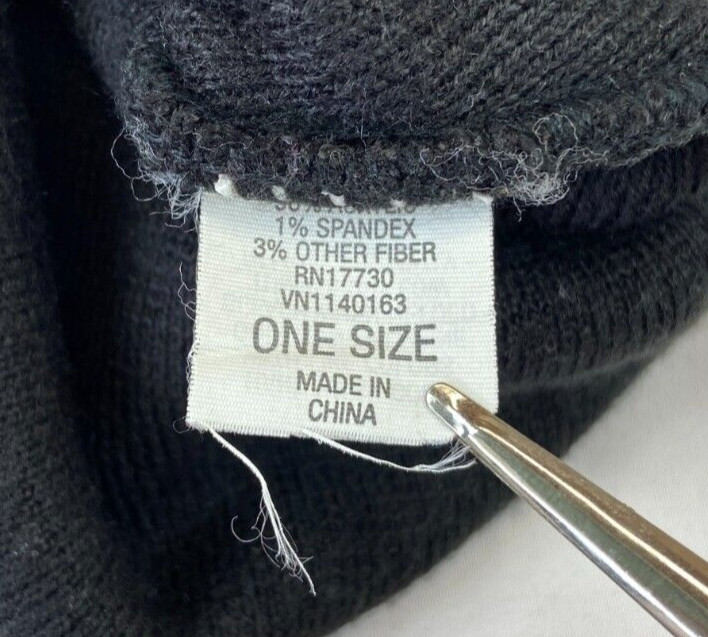 1% SPANDEX
3% OTHER FIBER
RN17730
VN1140163
ONE SIZE
MADE IN
CHINA